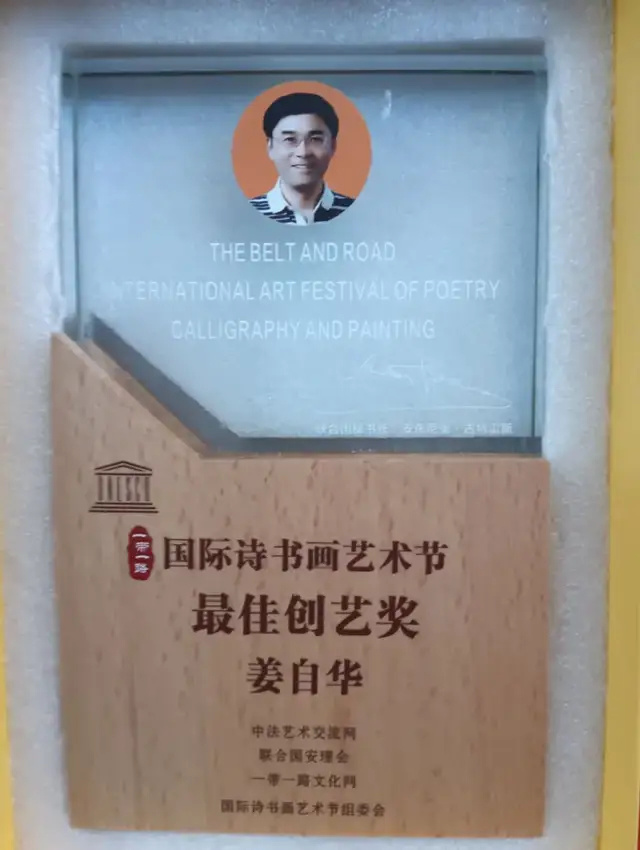 THE BELT AND ROAD
INTERNATIONAL ART FESTIVAL OF POETRY
CALLIGRAPHY AND PAINTING
UNESCO
一带一路
国际诗书画艺术节
最佳创艺奖
姜自华
中法艺术交流网
联合国安理会
一带一路文化网
国际诗书画艺术节组委会